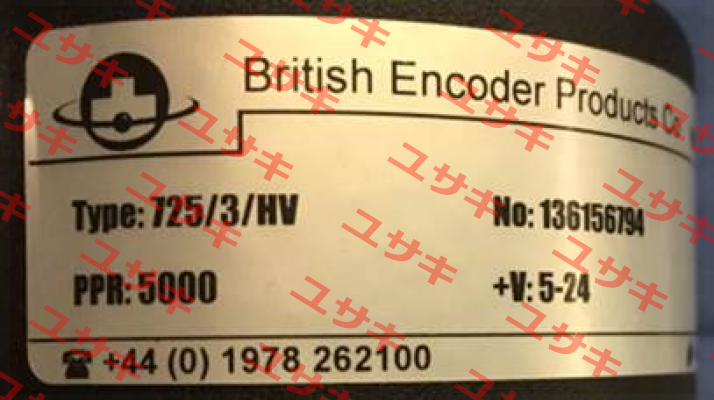 British Encoder Products Co.
Type: 725/3/HV No: 136156794
PPR: 5000 +V: 5-24
☎ +44 (0) 1978 262100
ユサキ